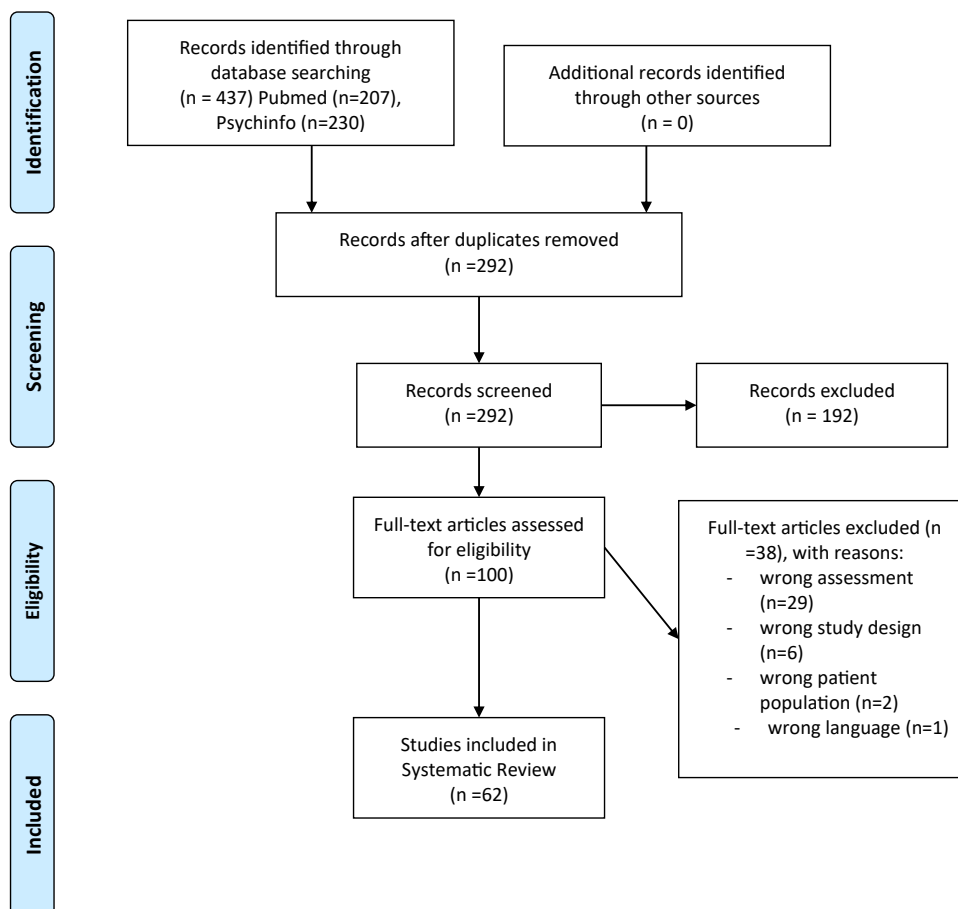 Identification
Records identified through
database searching
(n = 437) Pubmed (n=207),
Psychinfo (n=230)
Additional records identified
through other sources
(n = 0)
Records after duplicates removed
(n =292)
Screening
Records screened
(n =292)
Records excluded
(n = 192)
Eligibility
Full-text articles assessed
for eligibility
(n =100)
Full-text articles excluded (n
=38), with reasons:
- wrong assessment
(n=29)
- wrong study design
(n=6)
- wrong patient
population (n=2)
- wrong language (n=1)
Included
Studies included in
Systematic Review
(n =62)